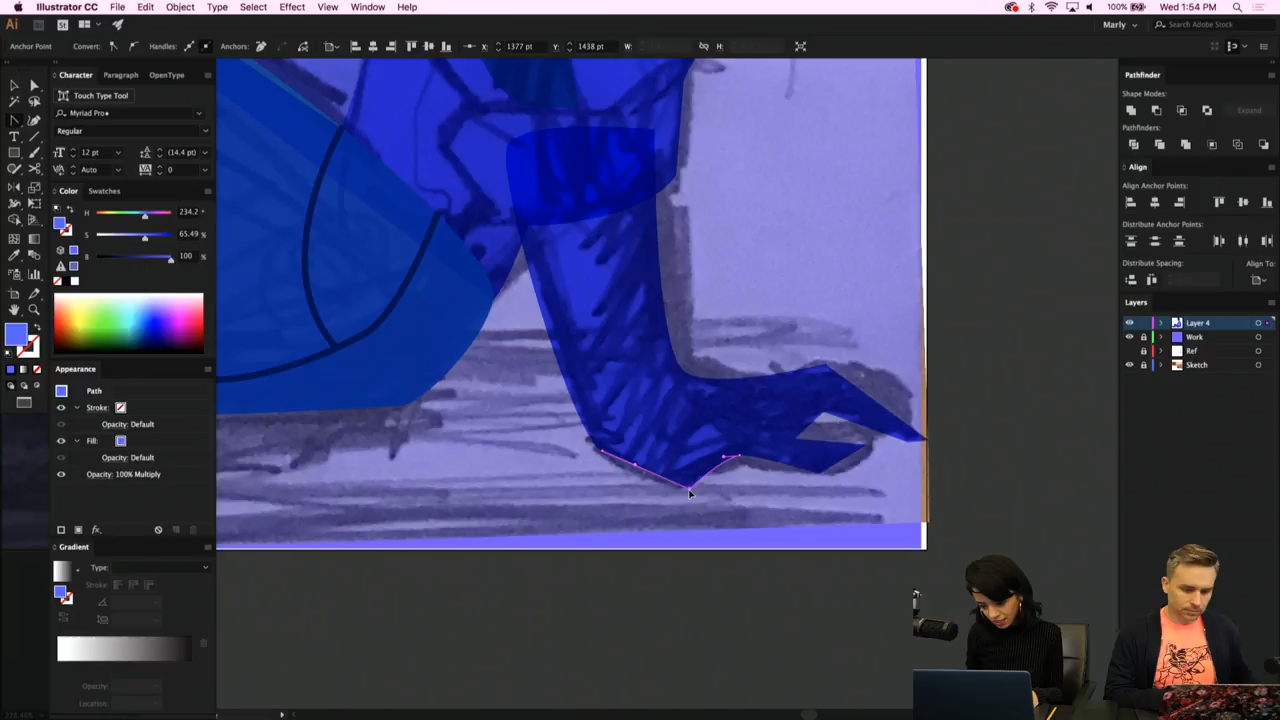 Illustrator CC File Edit Object Type Select Effect View Window Help
100% Wed 1:54 PM
Ai Br St Marly Search Adobe Stock
Anchor Point Convert: Handles: Anchors: X: 1377 pt Y: 1438 pt W: H:
Character Paragraph OpenType
Touch Type Tool
Myriad Pro
Regular
12 pt (14.4 pt)
Auto 0
Color Swatches
H 234.2 °
S 65.49 %
B 100 %
Appearance
Path
Stroke:
Opacity: Default
Fill:
Opacity: Default
Opacity: 100% Multiply
fx
Gradient
Type:
Stroke:
Opacity:
Location:
Pathfinder
Shape Modes:
Expand
Pathfinders:
Align
Align Anchor Points:
Distribute Anchor Points:
Distribute Spacing: Align To:
Layers
Layer 4
Work
Ref
Sketch